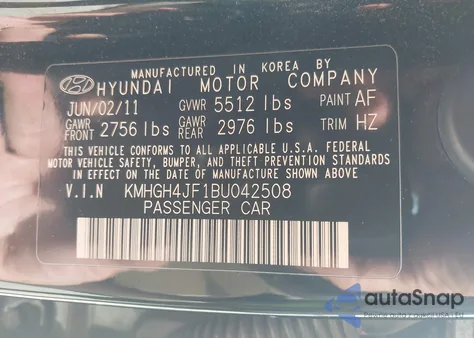 MANUFACTURED IN KOREA BY
HYUNDAI MOTOR COMPANY
JUN/02/11 GVWR 5512 lbs PAINT AF
GAWR FRONT 2756 lbs GAWR REAR 2976 lbs TRIM HZ
THIS VEHICLE CONFORMS TO ALL APPLICABLE U.S.A. FEDERAL
MOTOR VEHICLE SAFETY, BUMPER, AND THEFT PREVENTION STANDARDS
IN EFFECT ON THE DATE OF MANUFACTURE SHOWN ABOVE.
V.I.N KMHGH4JF1BU042508
PASSENGER CAR
autoSnap